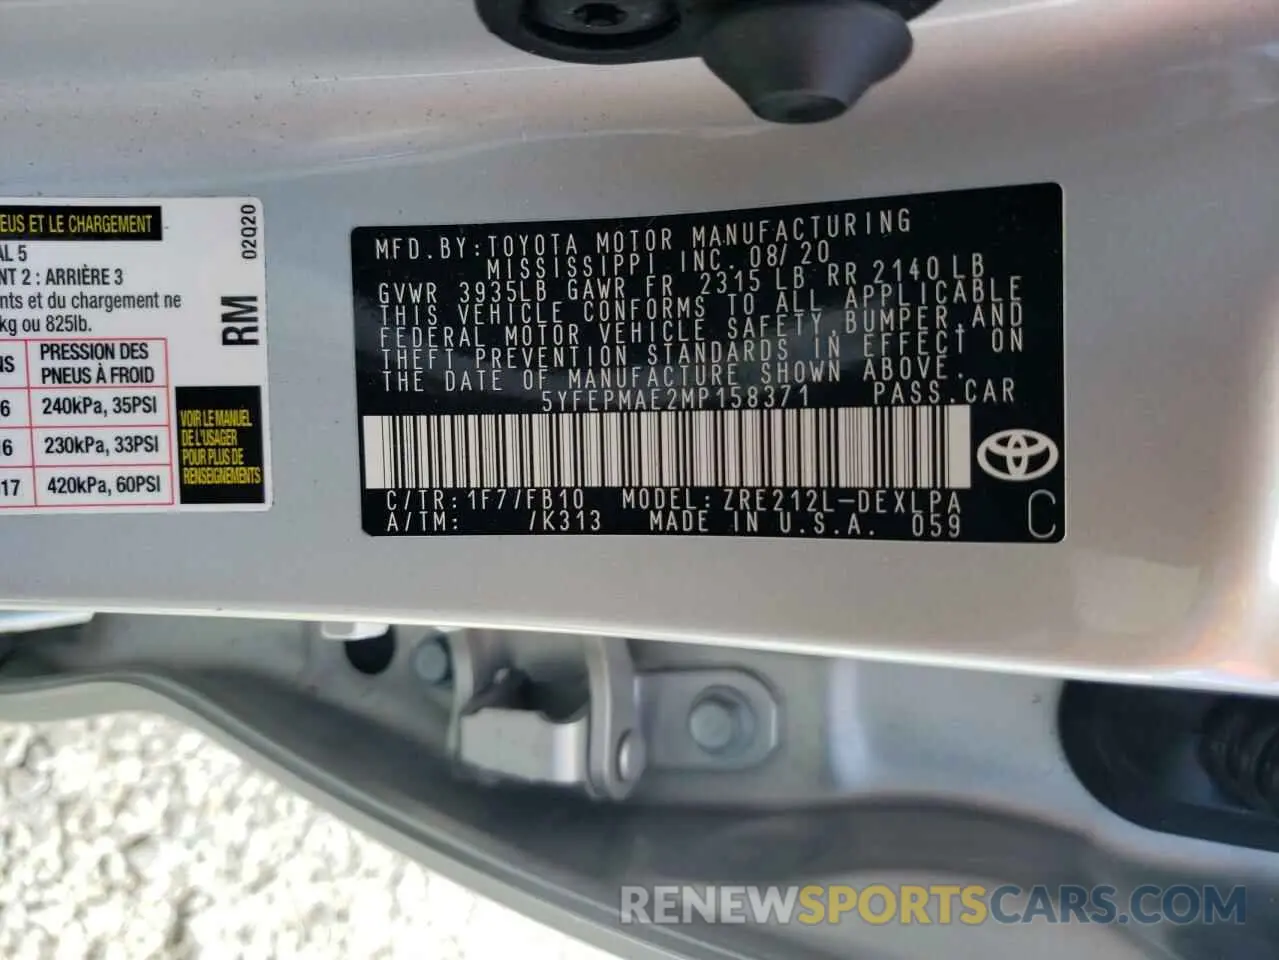 EUS ET LE CHARGEMENT
AL 5
NT 2 : ARRIÈRE 3
nts et du chargement ne
kg ou 825lb.
NS PRESSION DES PNEUS À FROID
6 240kPa, 35PSI
16 230kPa, 33PSI
17 420kPa, 60PSI
02Q20
RM
VOIR LE MANUEL
DE L'USAGER
POUR PLUS DE
RENSEIGNEMENTS
MFD.BY:TOYOTA MOTOR MANUFACTURING
MISSISSIPPI INC. 08/20
GVWR 3935LB GAWR FR 2315 LB RR 2140LB
THIS VEHICLE CONFORMS TO ALL APPLICABLE
FEDERAL MOTOR VEHICLE SAFETY,BUMPER,AND
THEFT PREVENTION STANDARDS IN EFFECT ON
THE DATE OF MANUFACTURE SHOWN ABOVE.
5YFEPMAE2MP158371 PASS.CAR
C/TR:1F7/FB10 MODEL:ZRE212L-DEXLPA
A/TM: /K313 MADE IN U.S.A. 059
C
RENEWSPORTSCARS.COM